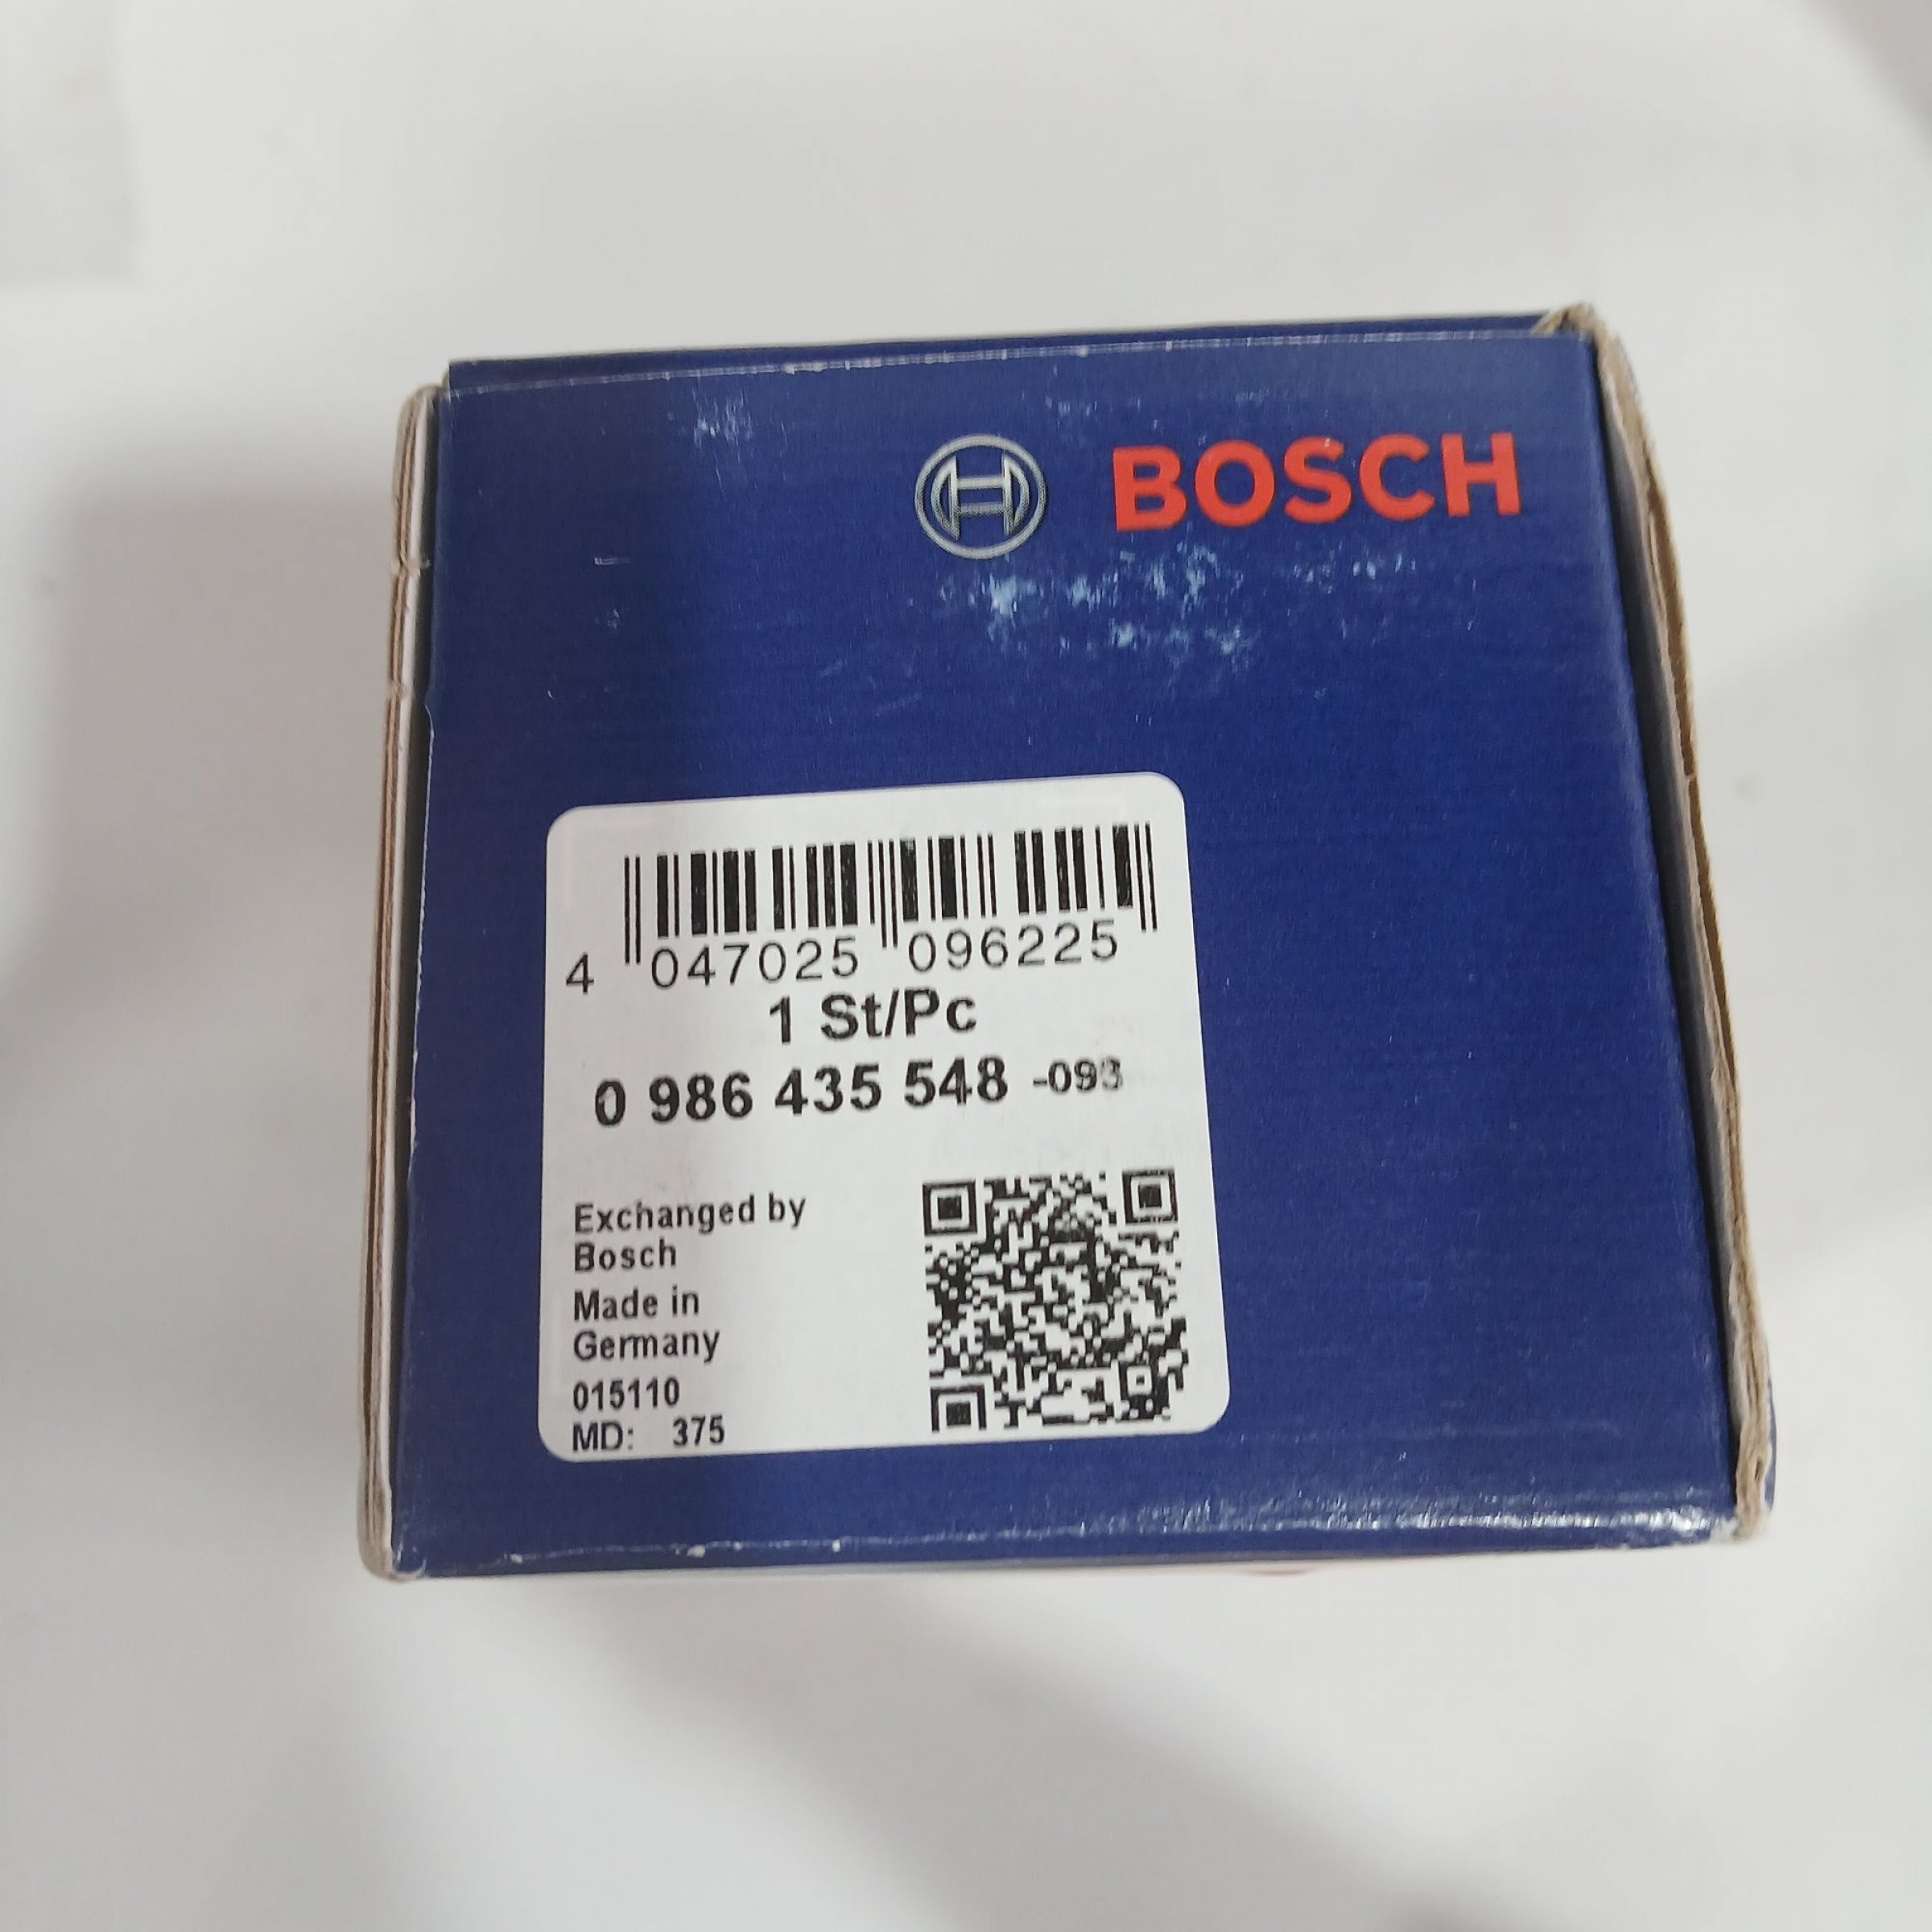 BOSCH
4 047025 096225
1 St/Pc
0 986 435 548 -093
Exchanged by
Bosch
Made in
Germany
015110
MD: 375